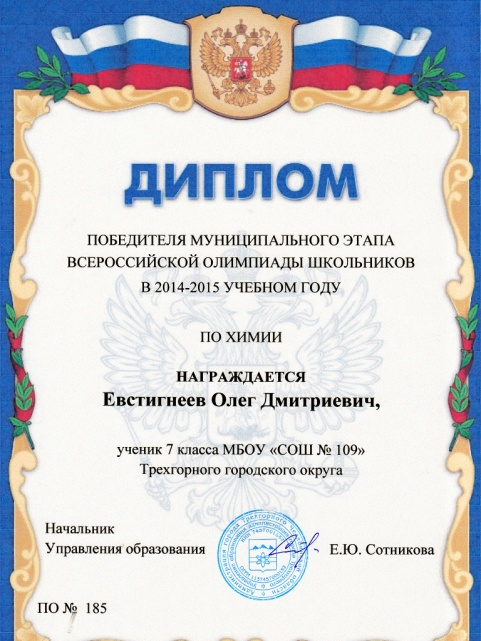 ДИПЛОМ
ПОБЕДИТЕЛЯ МУНИЦИПАЛЬНОГО ЭТАПА
ВСЕРОССИЙСКОЙ ОЛИМПИАДЫ ШКОЛЬНИКОВ
В 2014-2015 УЧЕБНОМ ГОДУ
ПО ХИМИИ
НАГРАЖДАЕТСЯ
Евстигнеев Олег Дмитриевич,
ученик 7 класса МБОУ «СОШ № 109»
Трехгорного городского округа
Начальник
Управления образования
Е.Ю. Сотникова
ПО № 185